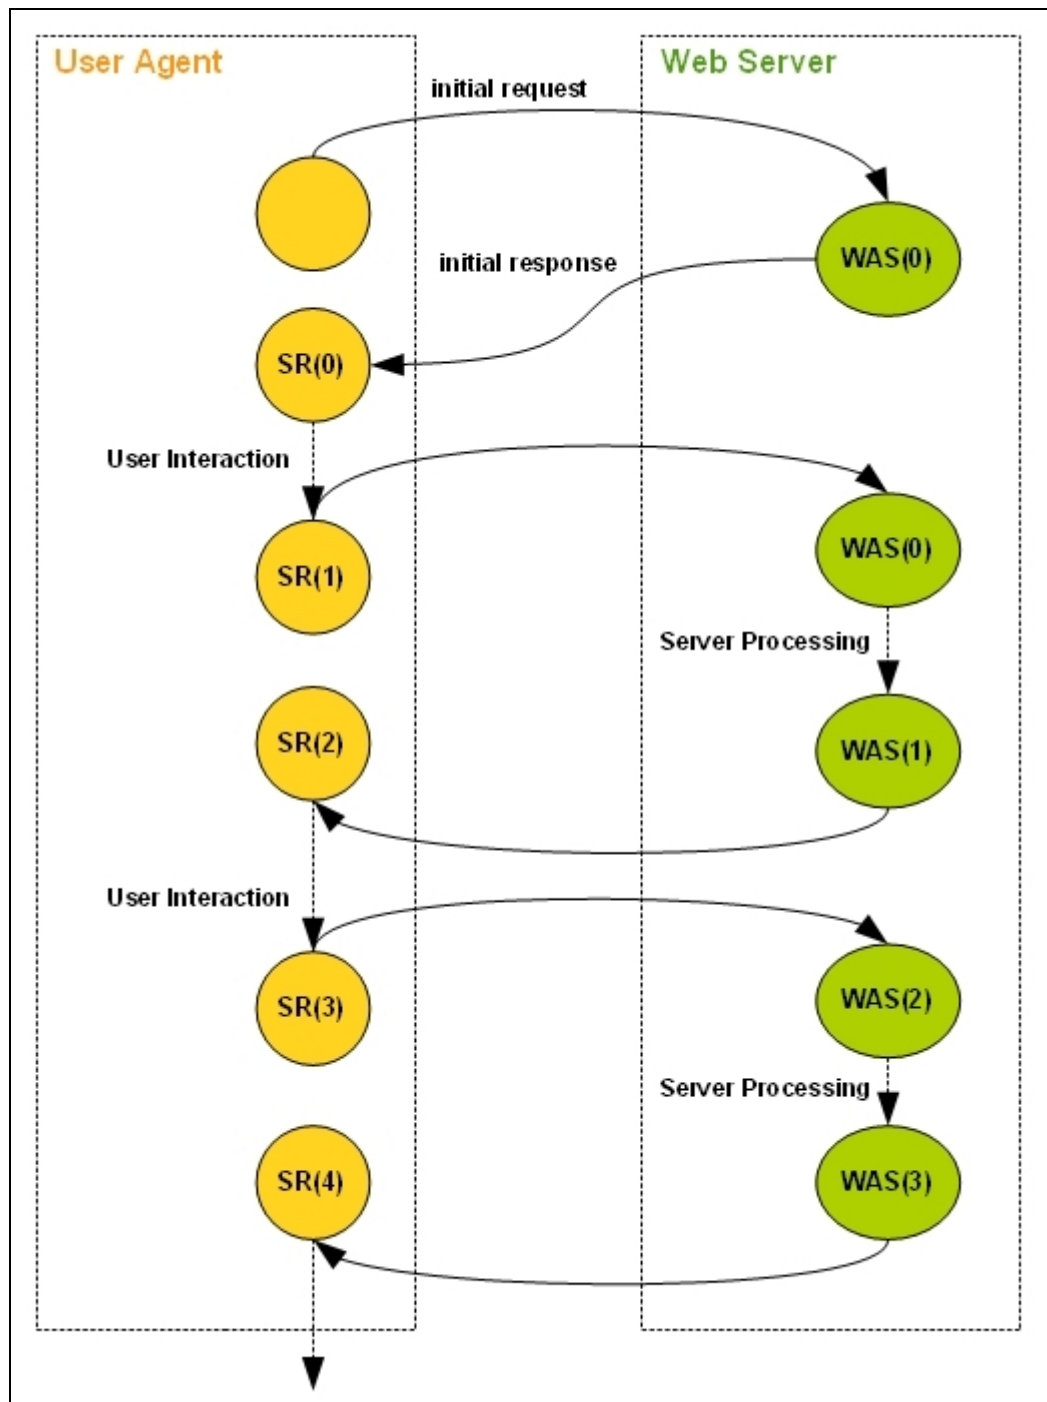 User Agent
Web Server
initial request
WAS(0)
initial response
SR(0)
User Interaction
SR(1)
WAS(0)
Server Processing
SR(2)
WAS(1)
User Interaction
SR(3)
WAS(2)
Server Processing
SR(4)
WAS(3)